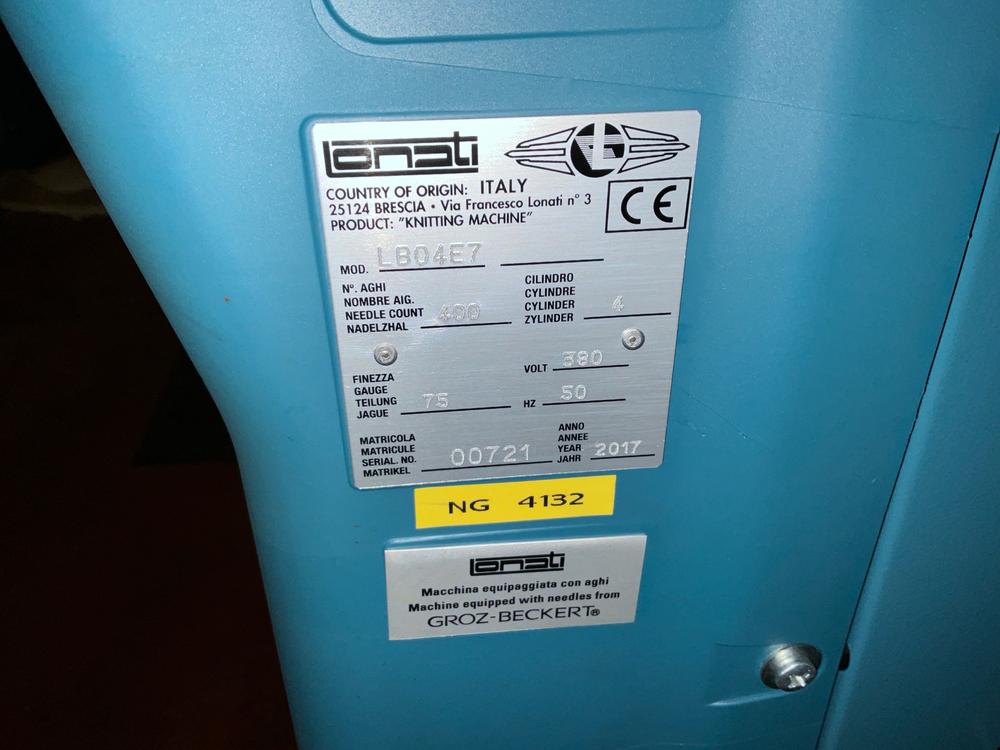 Lonati
COUNTRY OF ORIGIN: ITALY
25124 BRESCIA • Via Francesco Lonati n° 3
PRODUCT: "KNITTING MACHINE"
CE
MOD. LB04E7
N°. AGHI
NOMBRE AIG.
NEEDLE COUNT 400
NADELZHAL
CILINDRO
CYLINDRE
CYLINDER 4
ZYLINDER
VOLT 380
FINEZZA
GAUGE
TEILUNG 75
JAGUE
HZ 50
MATRICOLA
MATRICULE
SERIAL. NO. 00721
MATRIKEL
ANNO
ANNEE
YEAR 2017
JAHR
NG 4132
Lonati
Macchina equipaggiata con aghi
Machine equipped with needles from
GROZ-BECKERT®